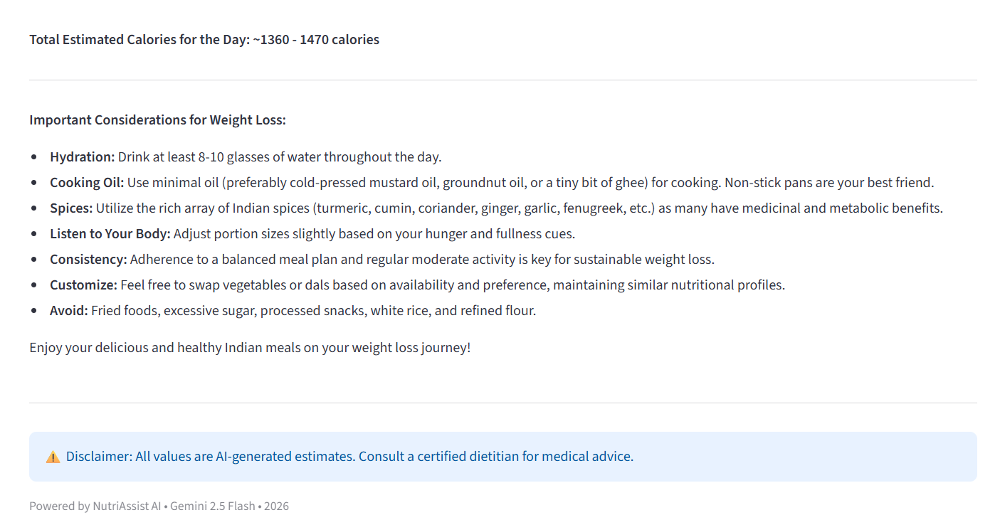 Total Estimated Calories for the Day: ~1360 - 1470 calories
Important Considerations for Weight Loss:
• Hydration: Drink at least 8-10 glasses of water throughout the day.
• Cooking Oil: Use minimal oil (preferably cold-pressed mustard oil, groundnut oil, or a tiny bit of ghee) for cooking. Non-stick pans are your best friend.
• Spices: Utilize the rich array of Indian spices (turmeric, cumin, coriander, ginger, garlic, fenugreek, etc.) as many have medicinal and metabolic benefits.
• Listen to Your Body: Adjust portion sizes slightly based on your hunger and fullness cues.
• Consistency: Adherence to a balanced meal plan and regular moderate activity is key for sustainable weight loss.
• Customize: Feel free to swap vegetables or dals based on availability and preference, maintaining similar nutritional profiles.
• Avoid: Fried foods, excessive sugar, processed snacks, white rice, and refined flour.
Enjoy your delicious and healthy Indian meals on your weight loss journey!
⚠️ Disclaimer: All values are AI-generated estimates. Consult a certified dietitian for medical advice.
Powered by NutriAssist AI • Gemini 2.5 Flash • 2026